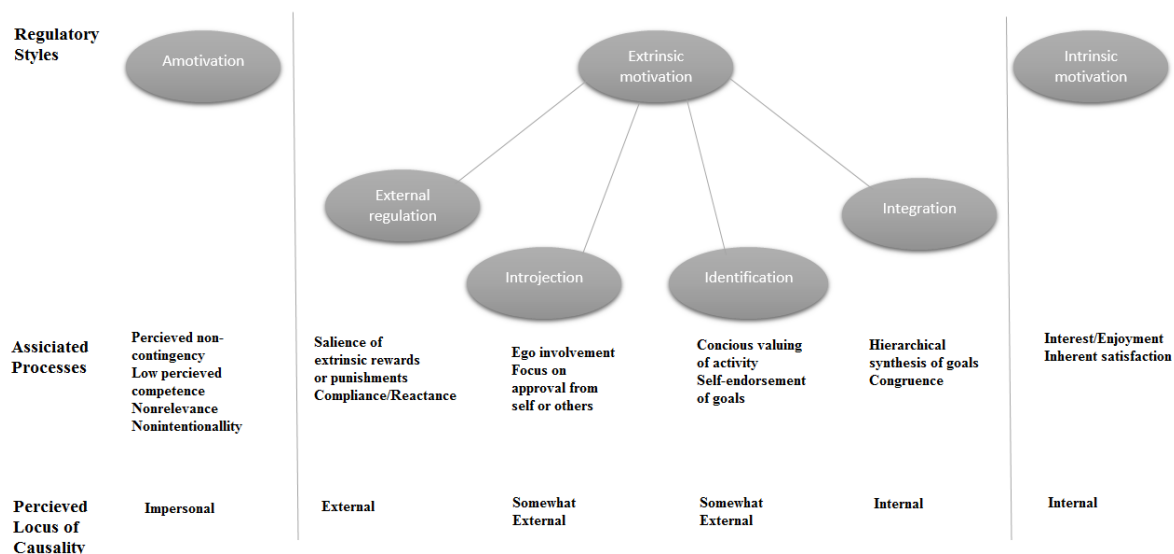 Regulatory
Styles
Amotivation
Extrinsic
motivation
Intrinsic
motivation
External
regulation
Introjection
Identification
Integration
Assiciated
Processes
Percieved non-
contingency
Low percieved
competence
Nonrelevance
Nonintentionallity
Salience of
extrinsic rewards
or punishments
Compliance/Reactance
Ego involvement
Focus on
approval from
self or others
Concious valuing
of activity
Self-endorsement
of goals
Hierarchical
synthesis of goals
Congruence
Interest/Enjoyment
Inherent satisfaction
Percieved
Locus of
Causality
Impersonal
External
Somewhat
External
Somewhat
External
Internal
Internal